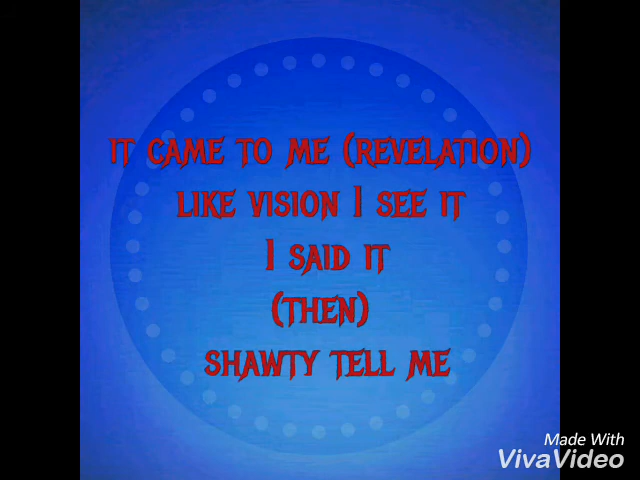 IT CAME TO ME (REVELATION)
LIKE VISION I SEE IT
I SAID IT
(THEN)
SHAWTY TELL ME
Made With
VivaVideo